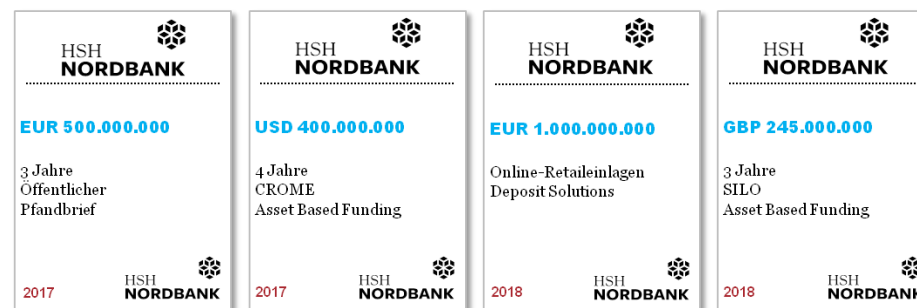 HSH
NORDBANK
EUR 500.000.000
3 Jahre
Öffentlicher
Pfandbrief
2017
HSH
NORDBANK
HSH
NORDBANK
USD 400.000.000
4 Jahre
CROME
Asset Based Funding
2017
HSH
NORDBANK
HSH
NORDBANK
EUR 1.000.000.000
Online-Retaileinlagen
Deposit Solutions
2018
HSH
NORDBANK
HSH
NORDBANK
GBP 245.000.000
3 Jahre
SILO
Asset Based Funding
2018
HSH
NORDBANK